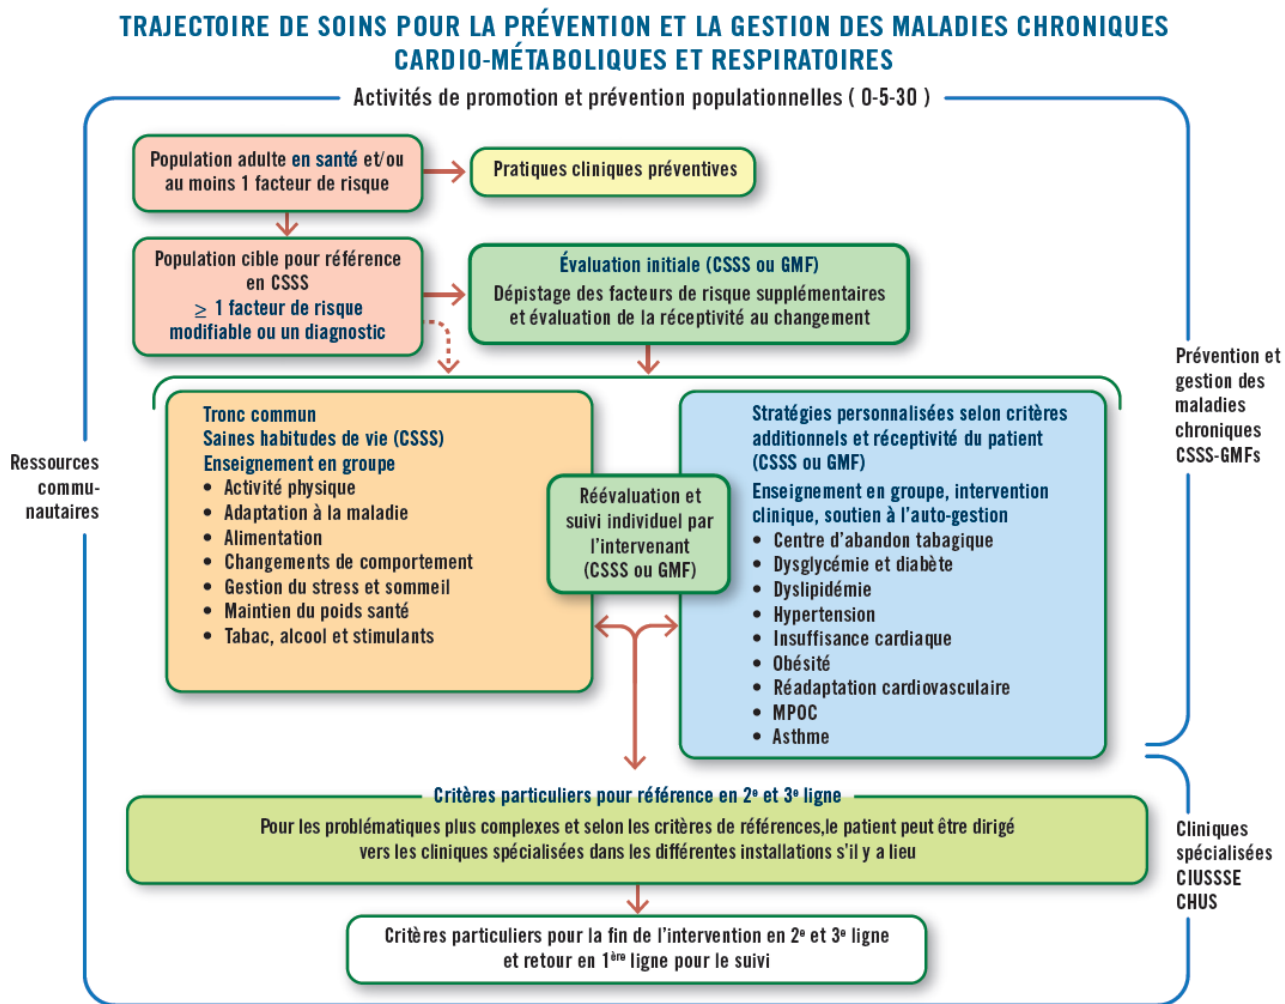 TRAJECTOIRE DE SOINS POUR LA PRÉVENTION ET LA GESTION DES MALADIES CHRONIQUES
CARDIO-MÉTABOLIQUES ET RESPIRATOIRES
Activités de promotion et prévention populationnelles ( 0-5-30 )
Population adulte en santé et/ou
au moins 1 facteur de risque
Pratiques cliniques préventives
Population cible pour référence
en CSSS
≥ 1 facteur de risque
modifiable ou un diagnostic
Évaluation initiale (CSSS ou GMF)
Dépistage des facteurs de risque supplémentaires
et évaluation de la réceptivité au changement
Ressources
commu-
nautaires
Tronc commun
Saines habitudes de vie (CSSS)
Enseignement en groupe
• Activité physique
• Adaptation à la maladie
• Alimentation
• Changements de comportement
• Gestion du stress et sommeil
• Maintien du poids santé
• Tabac, alcool et stimulants
Réévaluation et
suivi individuel par
l'intervenant
(CSSS ou GMF)
Stratégies personnalisées selon critères
additionnels et réceptivité du patient
(CSSS ou GMF)
Enseignement en groupe, intervention
clinique, soutien à l'auto-gestion
• Centre d'abandon tabagique
• Dysglycémie et diabète
• Dyslipidémie
• Hypertension
• Insuffisance cardiaque
• Obésité
• Réadaptation cardiovasculaire
• MPOC
• Asthme
Prévention et
gestion des
maladies
chroniques
CSSS-GMFs
Critères particuliers pour référence en 2e et 3e ligne
Pour les problématiques plus complexes et selon les critères de références,le patient peut être dirigé
vers les cliniques spécialisées dans les différentes installations s'il y a lieu
Cliniques
spécialisées
CIUSSSE
CHUS
Critères particuliers pour la fin de l'intervention en 2e et 3e ligne
et retour en 1ère ligne pour le suivi